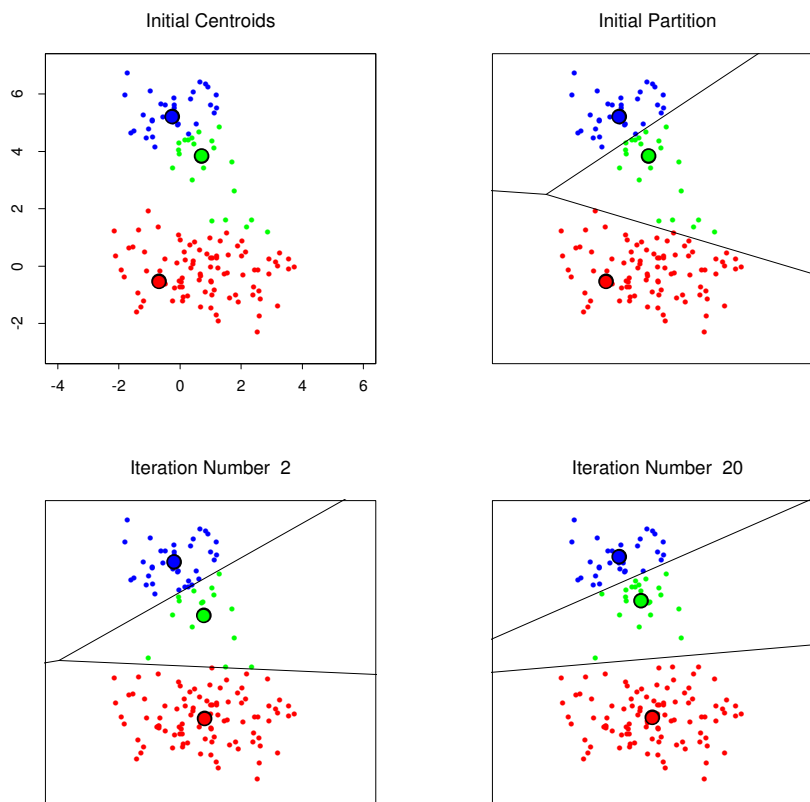 Initial Centroids
Initial Partition
6
4
2
0
-2
-4 -2 0 2 4 6
Iteration Number 2
Iteration Number 20